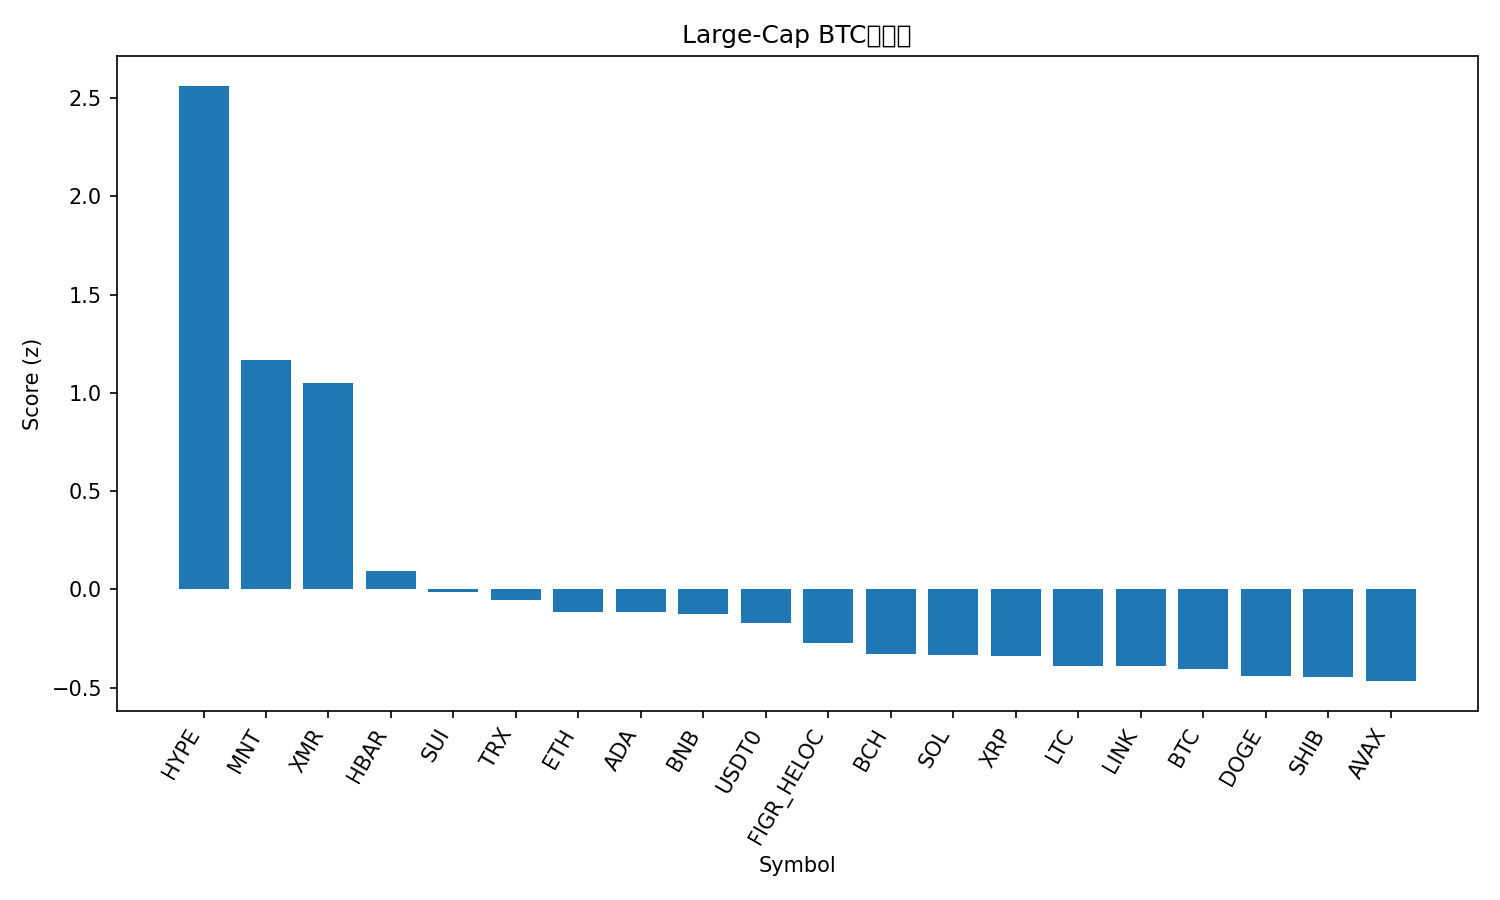 Large-Cap BTC
Score (z)
2.5
2.0
1.5
1.0
0.5
0.0
−0.5
HYPE
MNT
XMR
HBAR
SUI
TRX
ETH
ADA
BNB
USDT0
FIGR_HELOC
BCH
SOL
XRP
LTC
LINK
BTC
DOGE
SHIB
AVAX
Symbol